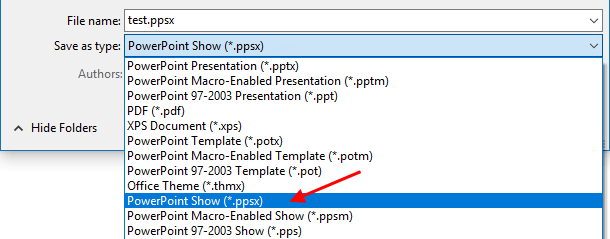 File name: test.ppsx
Save as type: PowerPoint Show (*.ppsx)
PowerPoint Presentation (*.pptx)
Authors: PowerPoint Macro-Enabled Presentation (*.pptm)
PowerPoint 97-2003 Presentation (*.ppt)
PDF (*.pdf)
Hide Folders XPS Document (*.xps)
PowerPoint Template (*.potx)
PowerPoint Macro-Enabled Template (*.potm)
PowerPoint 97-2003 Template (*.pot)
Office Theme (*.thmx)
PowerPoint Show (*.ppsx)
PowerPoint Macro-Enabled Show (*.ppsm)
PowerPoint 97-2003 Show (*.pps)